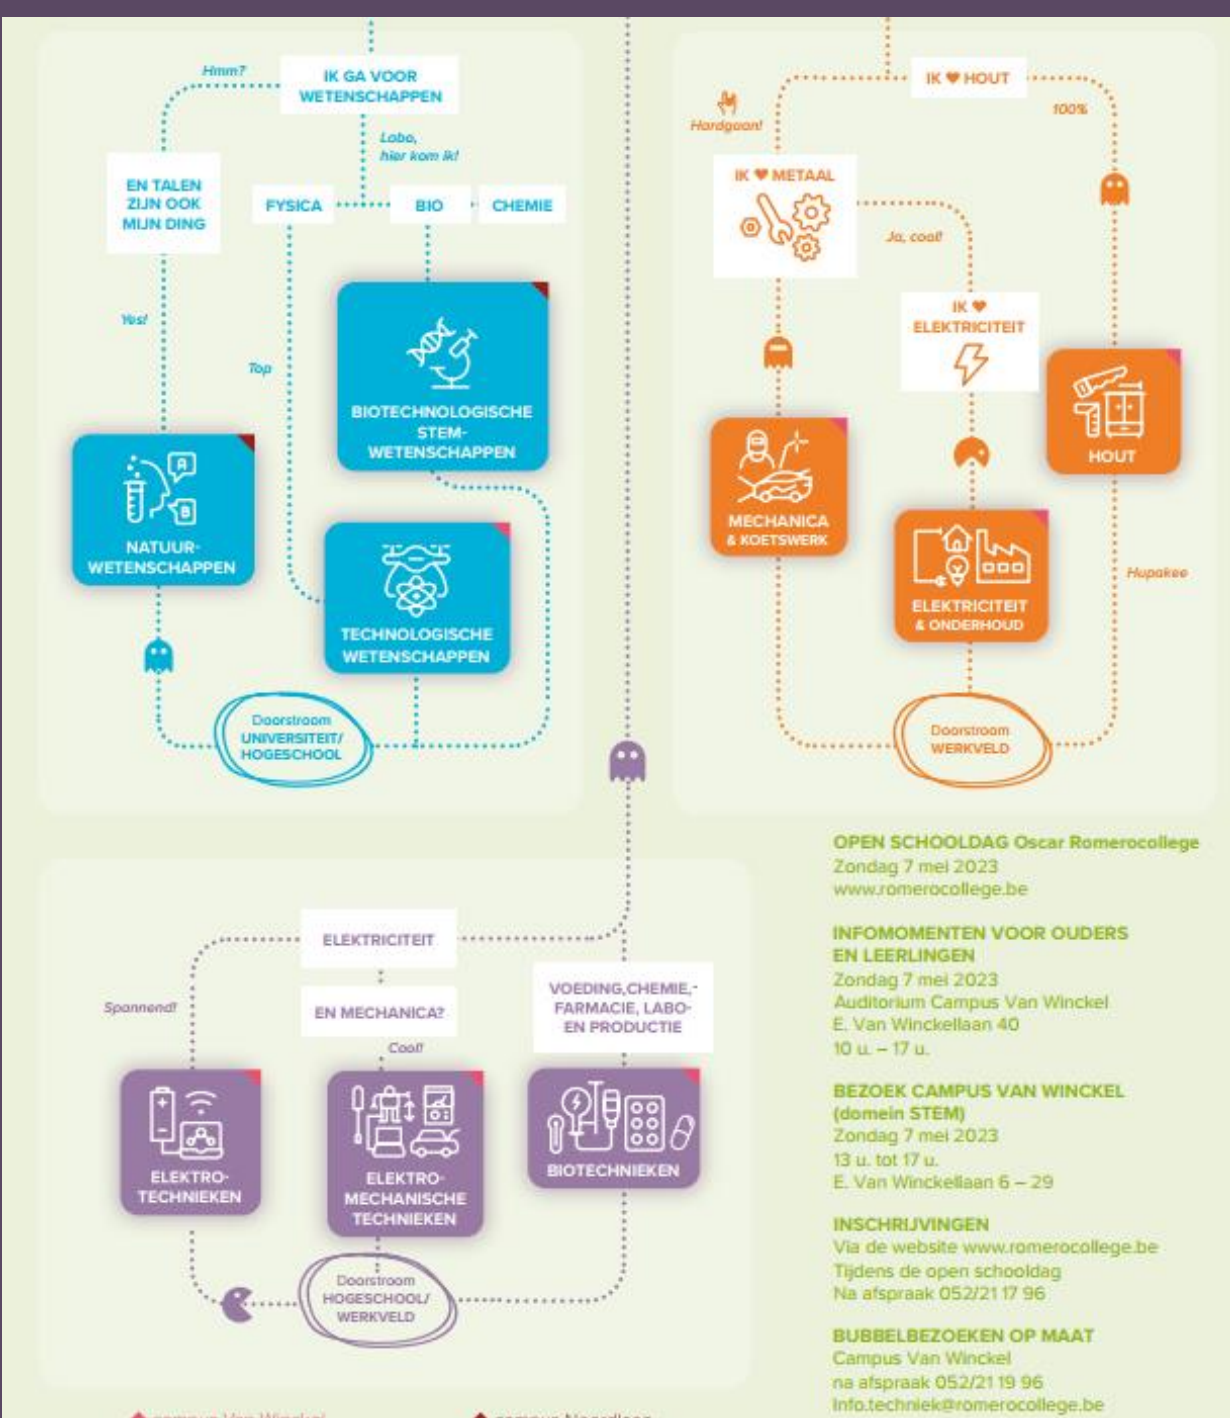 Hmm?
IK GA VOOR
WETENSCHAPPEN
Labo,
hier kom ik!
EN TALEN
ZIJN OOK
MIJN DING
FYSICA
BIO
CHEMIE
Yes!
Top
BIOTECHNOLOGISCHE
STEM-
WETENSCHAPPEN
A
B
NATUUR-
WETENSCHAPPEN
TECHNOLOGISCHE
WETENSCHAPPEN
Doorstroom
UNIVERSITEIT/
HOGESCHOOL
IK ♥ HOUT
100%
Hardgaan!
IK ♥ METAAL
Ja, cool!
IK ♥
ELEKTRICITEIT
HOUT
MECHANICA
& KOETSWERK
ELEKTRICITEIT
& ONDERHOUD
Hupakee
Doorstroom
WERKVELD
ELEKTRICITEIT
Spannend!
EN MECHANICA?
Cool!
VOEDING,CHEMIE,-
FARMACIE, LABO-
EN PRODUCTIE
ELEKTRO-
TECHNIEKEN
ELEKTRO-
MECHANISCHE
TECHNIEKEN
BIOTECHNIEKEN
Doorstroom
HOGESCHOOL/
WERKVELD
OPEN SCHOOLDAG Oscar Romerocollege
Zondag 7 mei 2023
www.romerocollege.be
INFOMOMENTEN VOOR OUDERS
EN LEERLINGEN
Zondag 7 mei 2023
Auditorium Campus Van Winckel
E. Van Winckellaan 40
10 u. – 17 u.
BEZOEK CAMPUS VAN WINCKEL
(domein STEM)
Zondag 7 mei 2023
13 u. tot 17 u.
E. Van Winckellaan 6 – 29
INSCHRIJVINGEN
Via de website www.romerocollege.be
Tijdens de open schooldag
Na afspraak 052/21 17 96
BUBBELBEZOEKEN OP MAAT
Campus Van Winckel
na afspraak 052/21 19 96
Info.techniek@romerocollege.be
campus Van Winckel
campus Noordlaan